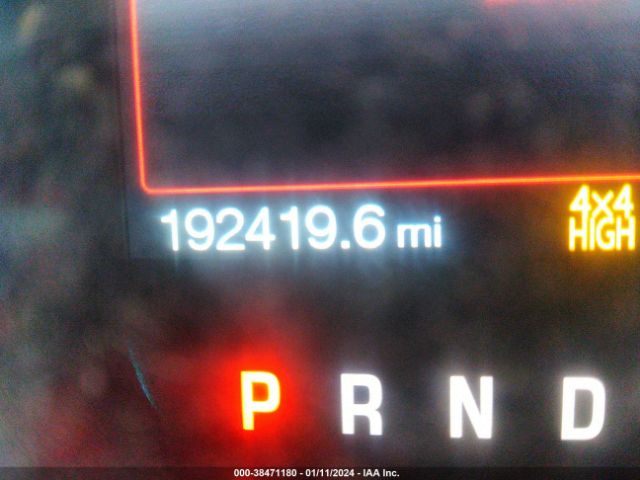 192419.6 mi
4x4
HIGH
P R N D
000-38471180 - 01/11/2024 - IAA Inc.